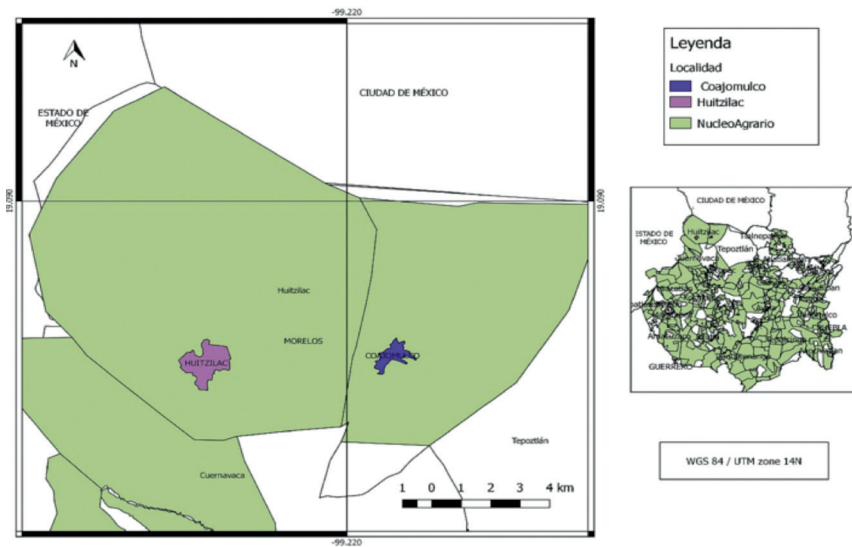 -99.220
N
ESTADO DE
MÉXICO
CIUDAD DE MÉXICO
19.090
19.090
Huitzilac
MORELOS
HUITZILAC
COAJOMULCO
Tepoztlán
Cuernavaca
1 0 1 2 3 4 km
-99.220
Leyenda
Localidad
Coajomulco
Huitzilac
NucleoAgrario
CIUDAD DE MÉXICO
ESTADO DE
MÉXICO
Huitzilac
Tepoztlán
GUERRERO
WGS 84 / UTM zone 14N